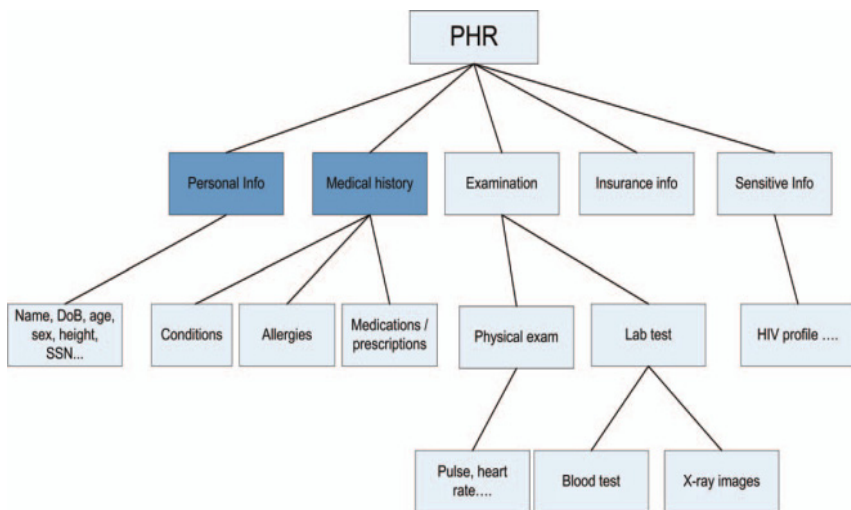 PHR
Personal Info
Medical history
Examination
Insurance info
Sensitive Info
Name, DoB, age,
sex, height,
SSN...
Conditions
Allergies
Medications /
prescriptions
Physical exam
Lab test
HIV profile ....
Pulse, heart
rate....
Blood test
X-ray images